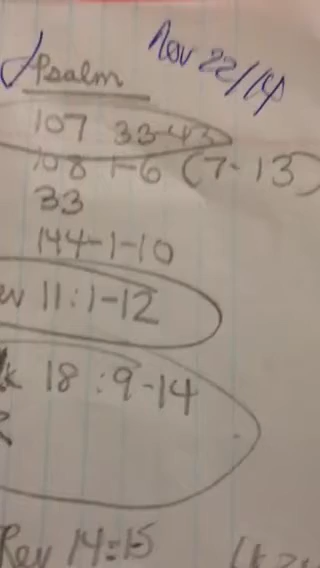 Nov 22/14
Psalm
107 33-43
108 1-6 (7-13)
33
144-1-10
11:1-12
18:9-14
Rev 14:15